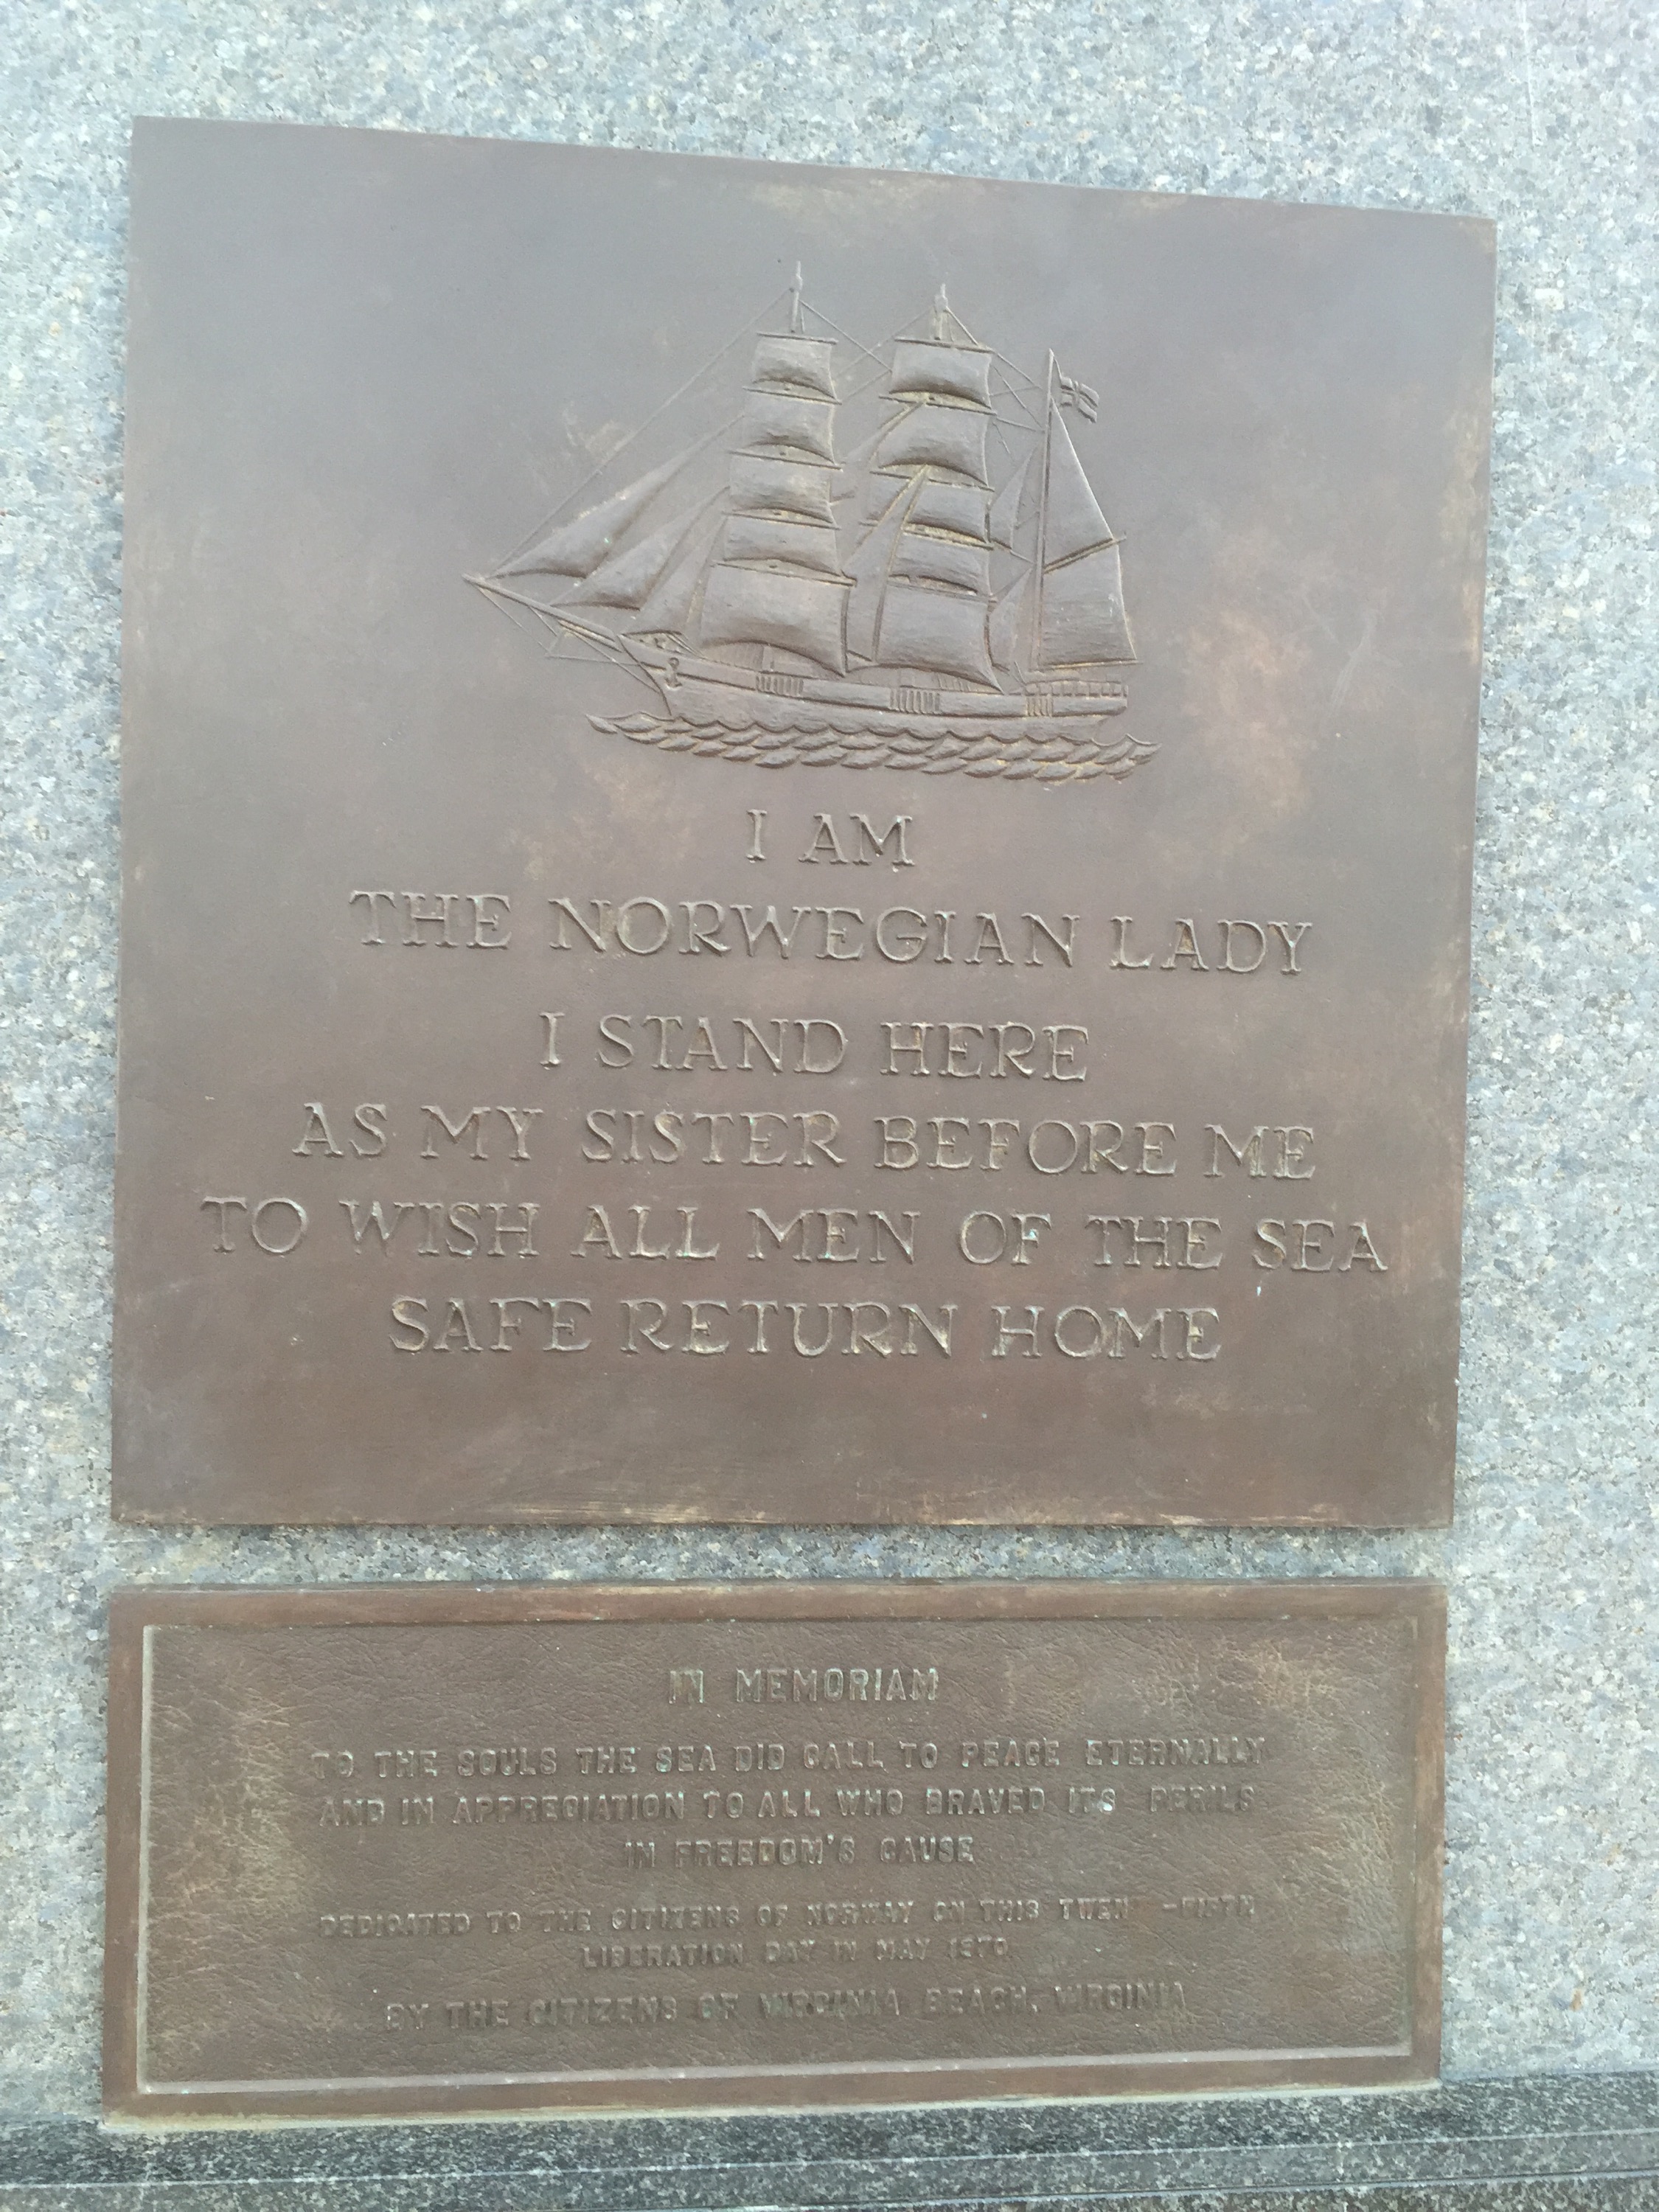 I AM
THE NORWEGIAN LADY
I STAND HERE
AS MY SISTER BEFORE ME
TO WISH ALL MEN OF THE SEA
SAFE RETURN HOME
IN MEMORIAM
TO THE SOULS THE SEA DID CALL TO PEACE ETERNALLY
AND IN APPRECIATION TO ALL WHO BRAVED ITS PERILS
IN FREEDOM'S CAUSE
DEDICATED TO THE CITIZENS OF NORWAY ON THIS TWEN -FIFTH
LIBERATION DAY IN MAY 1970
BY THE CITIZENS OF VIRGINIA BEACH, VIRGINIA